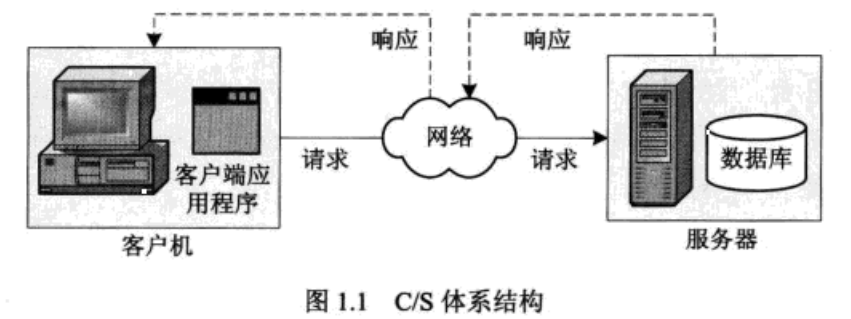 响应
响应
网络
请求
请求
客户端应
用程序
数据库
客户机
服务器
图 1.1 C/S 体系结构